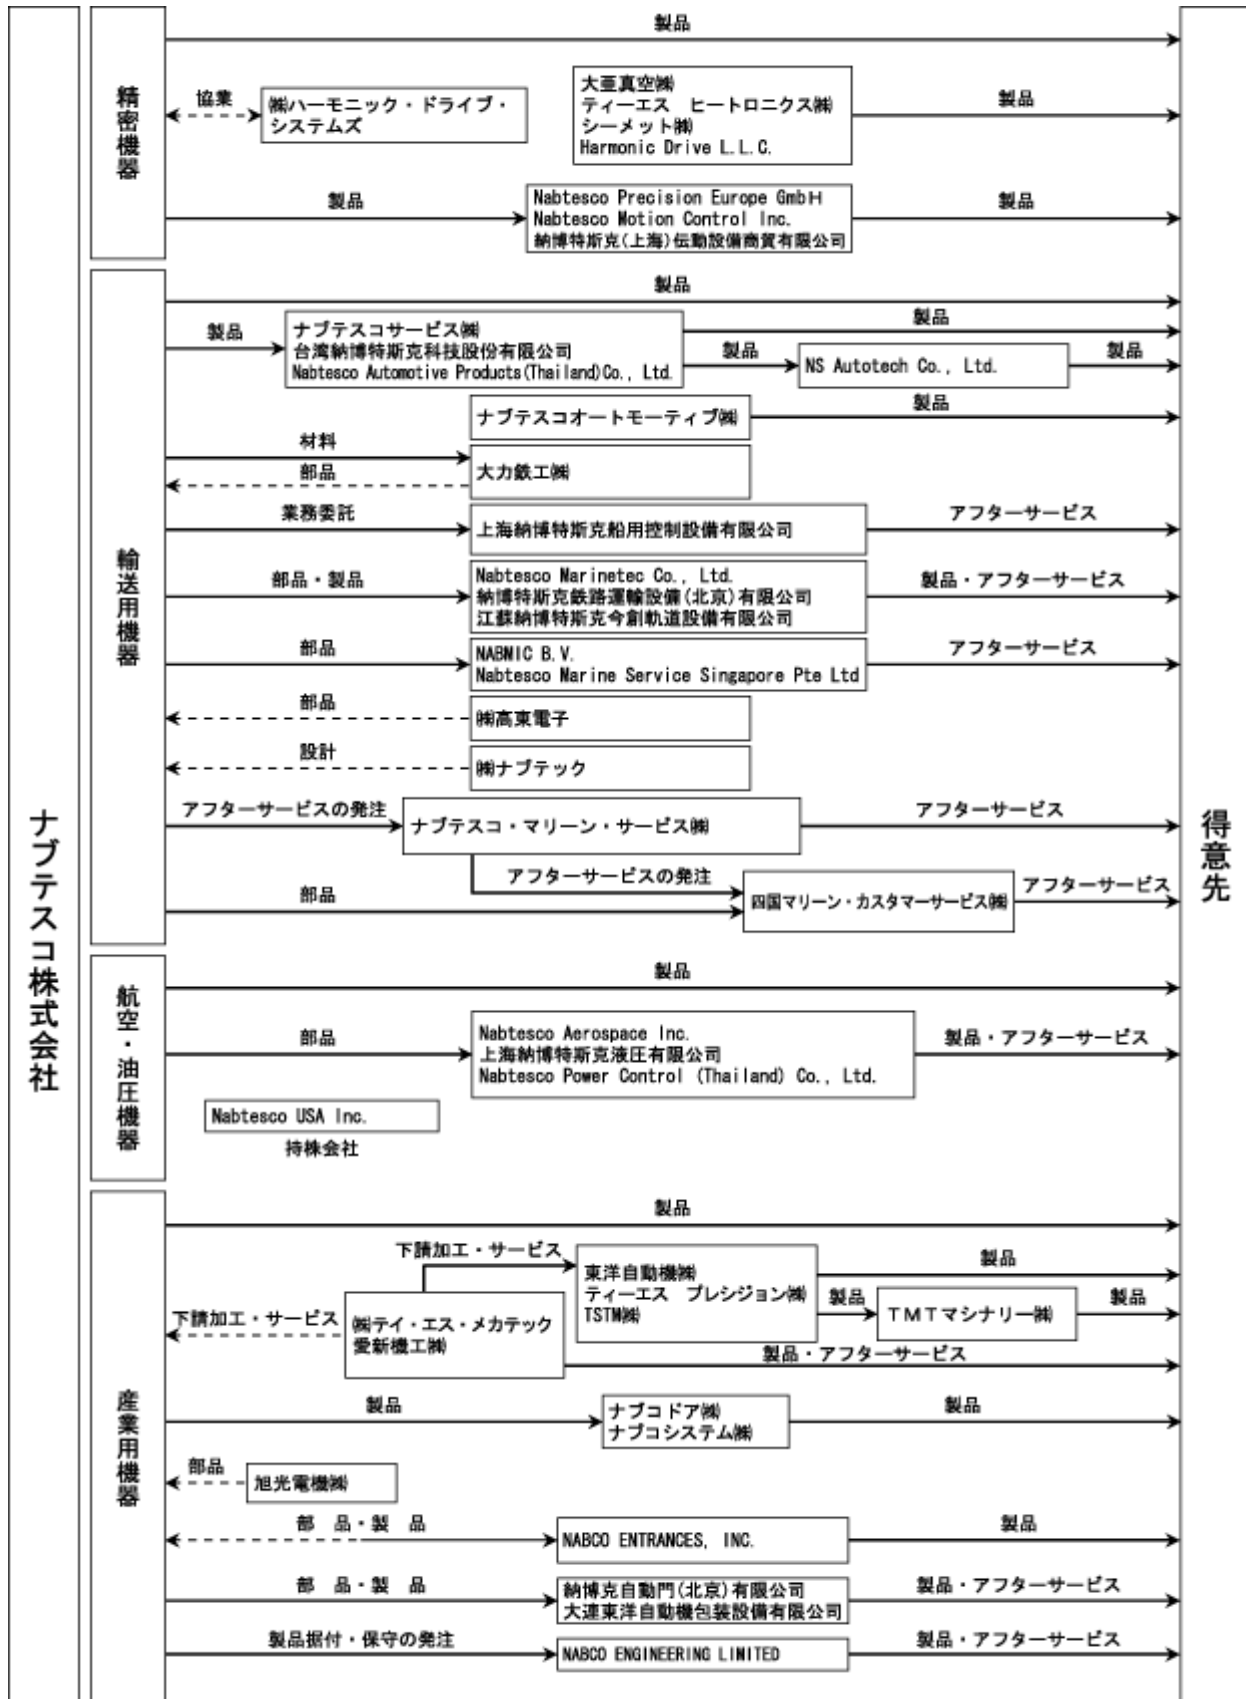 ナブテスコ株式会社
得意先
精密機器
製品
協業
㈱ハーモニック・ドライブ・
システムズ
大亜真空㈱
ティーエス　ヒートロニクス㈱
シーメット㈱
Harmonic Drive L.L.C.
製品
製品
Nabtesco Precision Europe GmbH
Nabtesco Motion Control Inc.
納博特斯克(上海)伝動設備商貿有限公司
製品
輸送用機器
製品
製品
ナブテスコサービス㈱
台湾納博特斯克科技股份有限公司
Nabtesco Automotive Products(Thailand)Co., Ltd.
製品
製品
NS Autotech Co., Ltd.
製品
ナブテスコオートモーティブ㈱
製品
材料
部品
大力鉄工㈱
業務委託
上海納博特斯克船用控制設備有限公司
アフターサービス
部品・製品
Nabtesco Marinetec Co., Ltd.
納博特斯克鉄路運輸設備(北京)有限公司
江蘇納博特斯克今創軌道設備有限公司
製品・アフターサービス
部品
NABMIC B.V.
Nabtesco Marine Service Singapore Pte Ltd
アフターサービス
部品
㈱高東電子
設計
㈱ナブテック
アフターサービスの発注
ナブテスコ・マリーン・サービス㈱
アフターサービス
アフターサービスの発注
部品
四国マリーン・カスタマーサービス㈱
アフターサービス
航空・油圧機器
製品
部品
Nabtesco Aerospace Inc.
上海納博特斯克液圧有限公司
Nabtesco Power Control (Thailand) Co., Ltd.
製品・アフターサービス
Nabtesco USA Inc.
持株会社
産業用機器
製品
下請加工・サービス
東洋自動機㈱
ティーエス　プレシジョン㈱
TSTM㈱
製品
製品
TMTマシナリー㈱
製品
下請加工・サービス
㈱テイ・エス・メカテック
愛新機工㈱
製品・アフターサービス
製品
ナブコドア㈱
ナブコシステム㈱
製品
部品
旭光電機㈱
部　品・製　品
NABCO ENTRANCES, INC.
製品
部　品・製　品
納博克自動門(北京)有限公司
大連東洋自動機包装設備有限公司
製品・アフターサービス
製品据付・保守の発注
NABCO ENGINEERING LIMITED
製品・アフターサービス